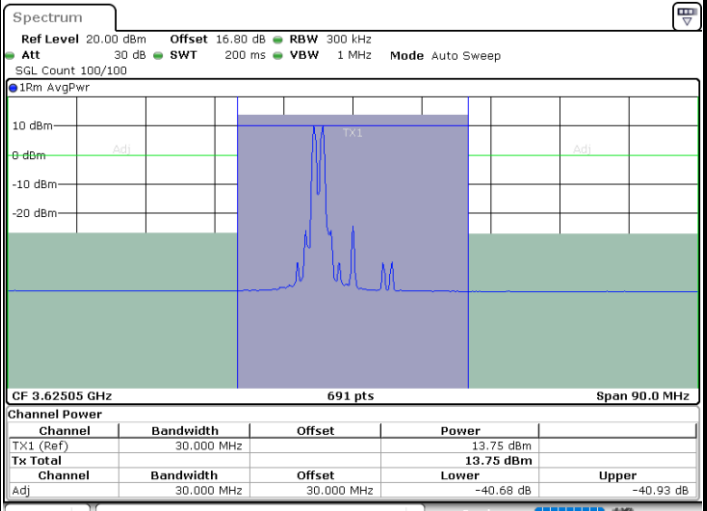 Spectrum
Ref Level 20.00 dBm Offset 16.80 dB RBW 300 kHz
Att 30 dB SWT 200 ms VBW 1 MHz Mode Auto Sweep
SGL Count 100/100
1Rm AvgPwr
10 dBm
TX1
0 dBm
Adj
Adj
-10 dBm
-20 dBm
CF 3.62505 GHz 691 pts Span 90.0 MHz
Channel Power
Channel Bandwidth Offset Power
TX1 (Ref) 30.000 MHz 13.75 dBm
Tx Total 13.75 dBm
Channel Bandwidth Offset Lower Upper
Adj 30.000 MHz 30.000 MHz -40.68 dB -40.93 dB